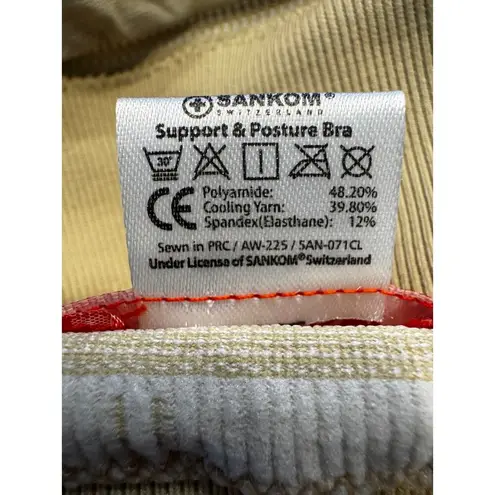 SANKOM®
SWITZERLAND
Support & Posture Bra
30°
CE Polyamide: 48.20%
Cooling Yarn: 39.80%
Spandex(Elasthane): 12%
Sewn in PRC / AW-225 / SAN-071CL
Under License of SANKOM® Switzerland